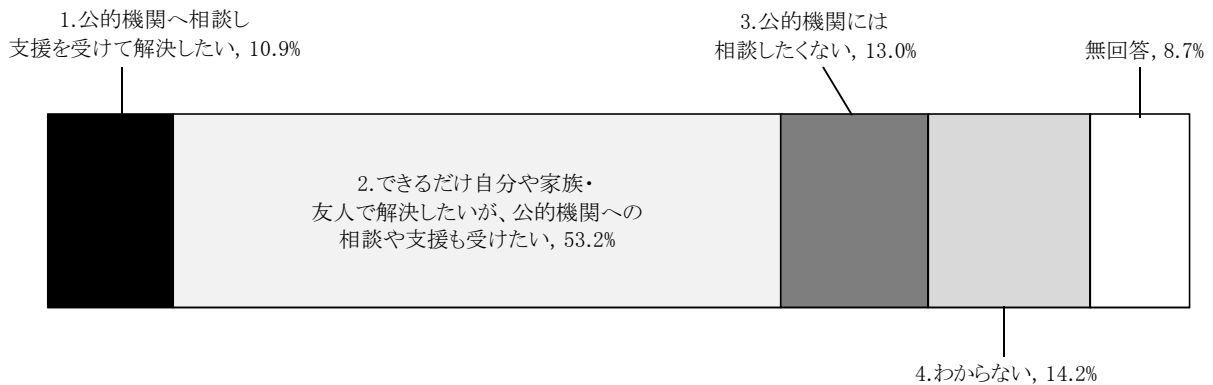 1.公的機関へ相談し
支援を受けて解決したい, 10.9%
2.できるだけ自分や家族・
友人で解決したいが、公的機関への
相談や支援も受けたい, 53.2%
3.公的機関には
相談したくない, 13.0%
4.わからない, 14.2%
無回答, 8.7%